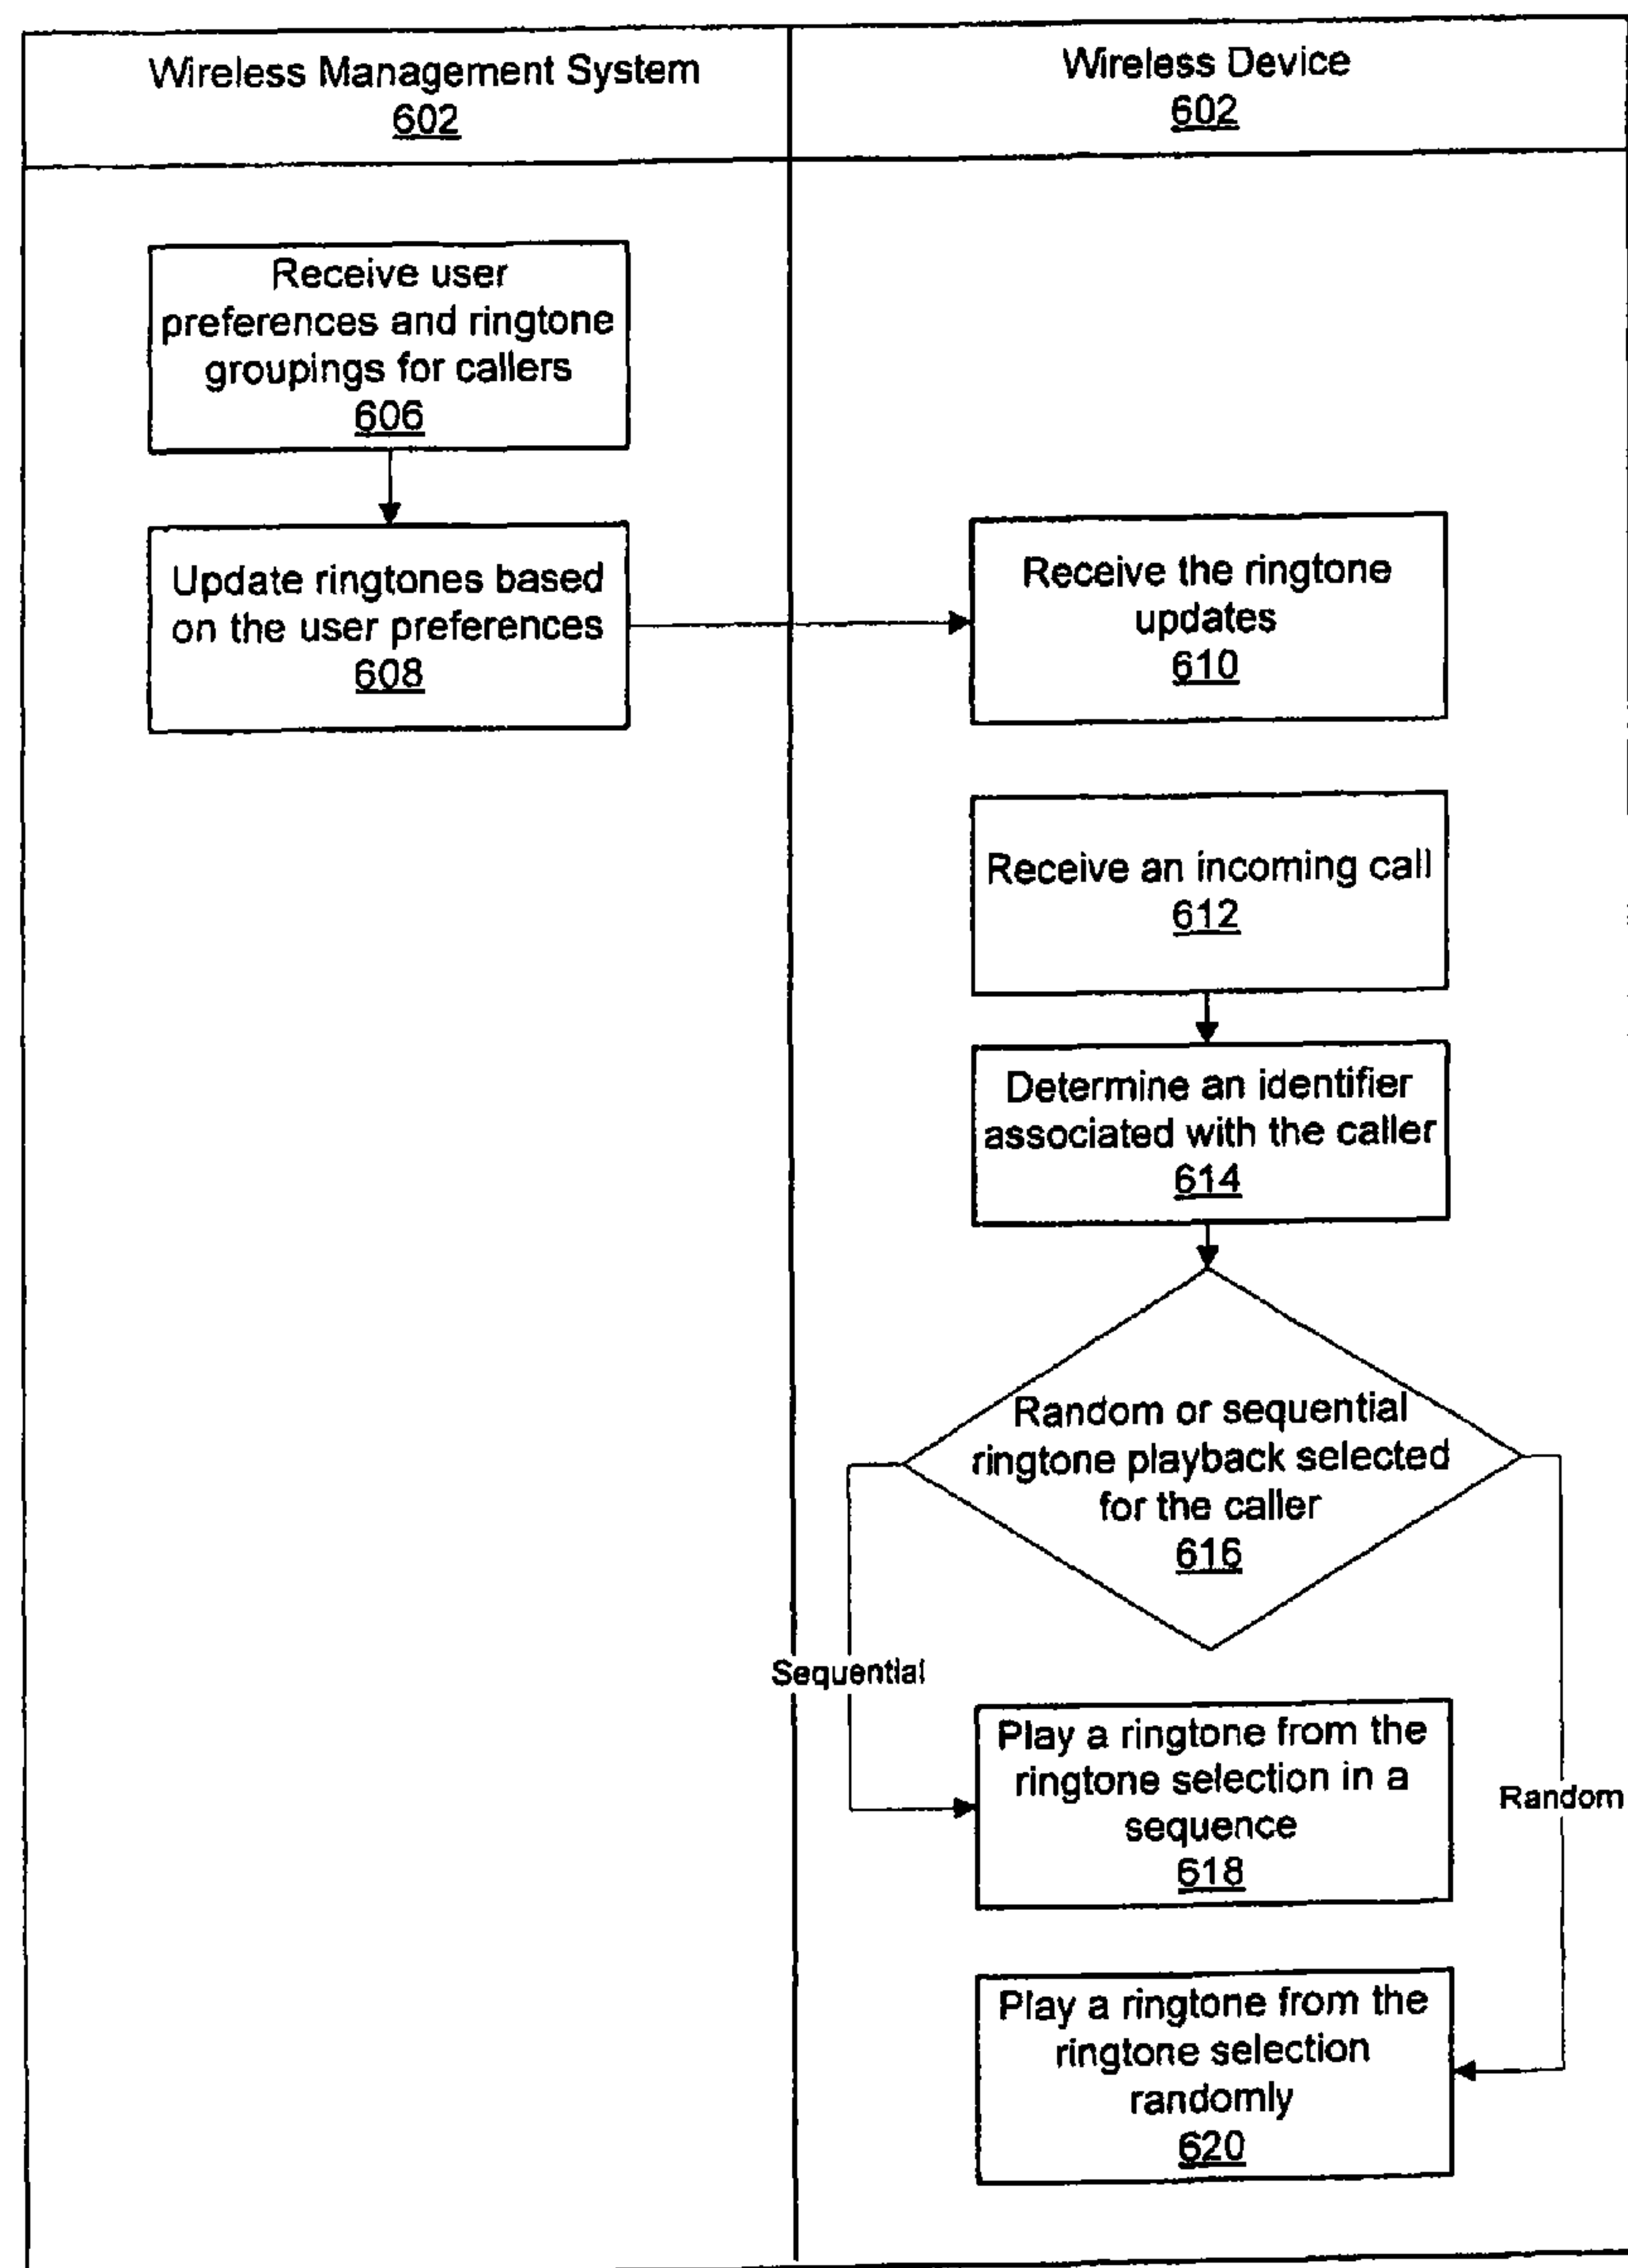 Wireless Management System
602
Wireless Device
602
Receive user
preferences and ringtone
groupings for callers
606
Update ringtones based
on the user preferences
608
Receive the ringtone
updates
610
Receive an incoming call
612
Determine an identifier
associated with the caller
614
Random or sequential
ringtone playback selected
for the caller
616
Sequential
Play a ringtone from the
ringtone selection in a
sequence
618
Random
Play a ringtone from the
ringtone selection
randomly
620